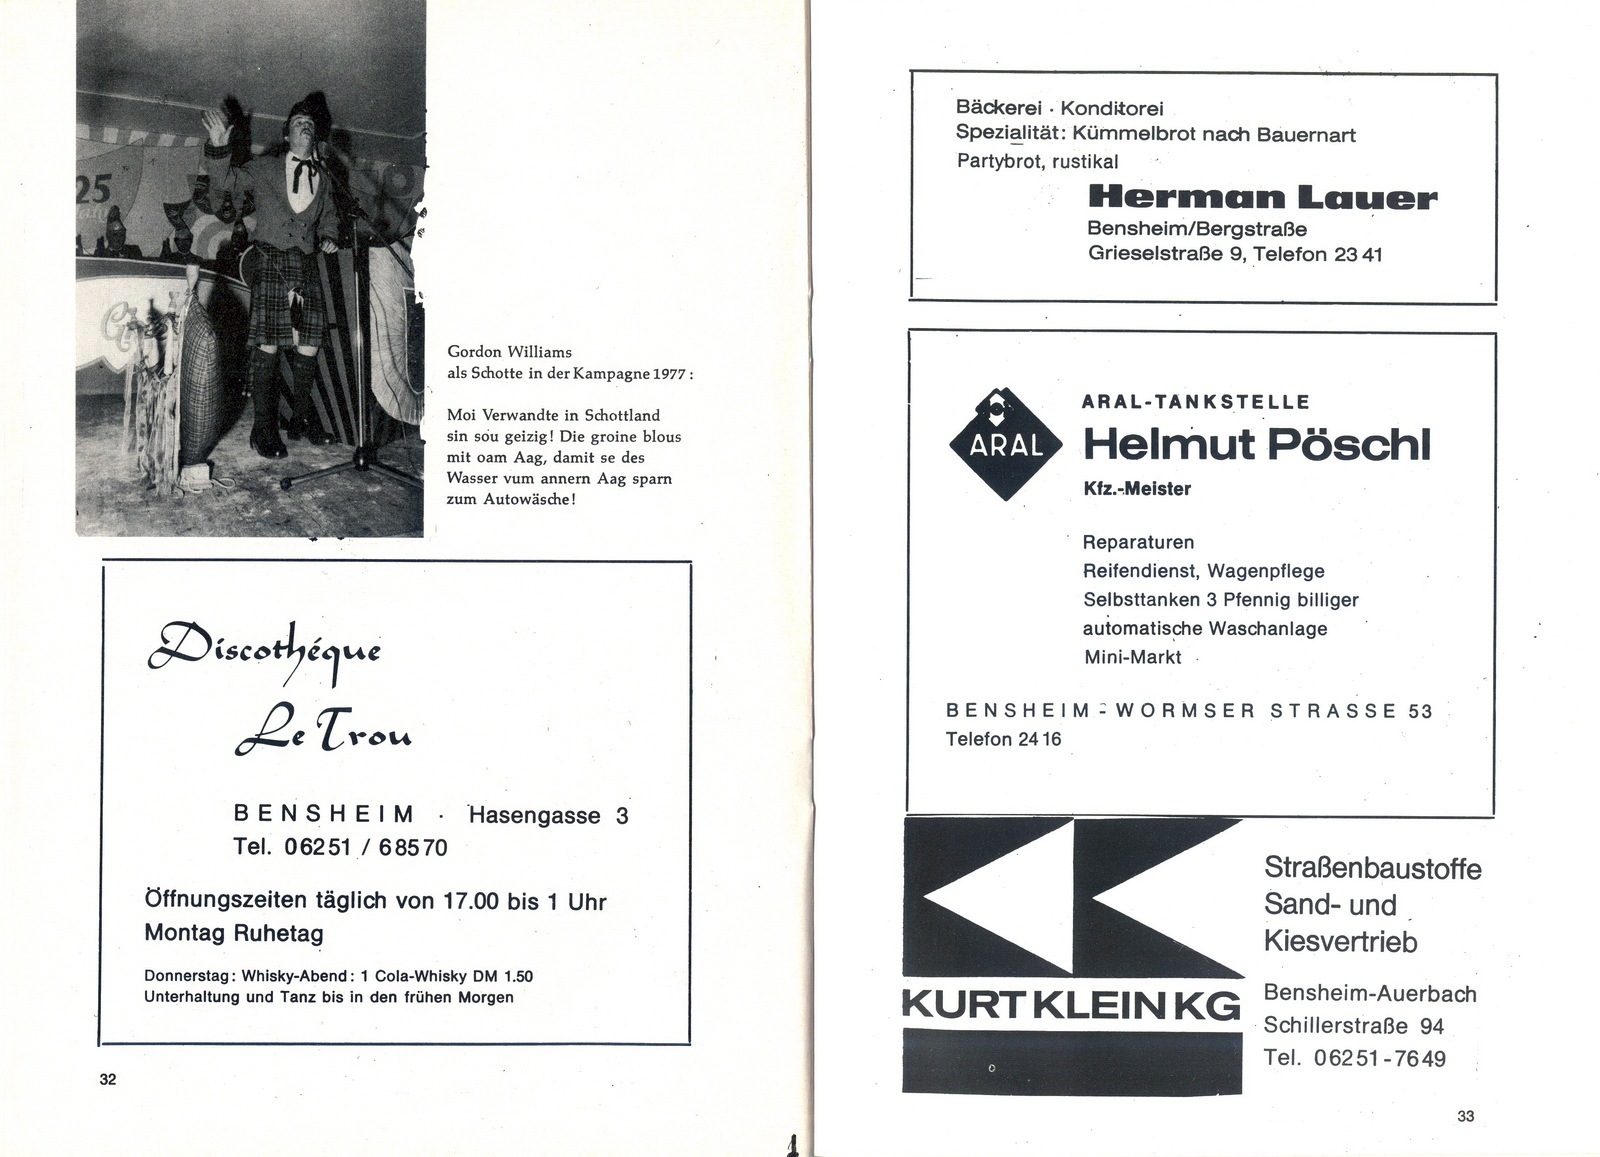 25
Gordon Williams
als Schotte in der Kampagne 1977 :
Moi Verwandte in Schottland
sin sou geizig! Die groine blous
mit oam Aag, damit se des
Wasser vum annern Aag sparn
zum Autowäsche!
Discothéque
Le Trou
BENSHEIM · Hasengasse 3
Tel. 06251 / 68570
Öffnungszeiten täglich von 17.00 bis 1 Uhr
Montag Ruhetag
Donnerstag: Whisky-Abend: 1 Cola-Whisky DM 1.50
Unterhaltung und Tanz bis in den frühen Morgen
32
Bäckerei · Konditorei
Spezialität: Kümmelbrot nach Bauernart
Partybrot, rustikal
Herman Lauer
Bensheim/Bergstraße
Grieselstraße 9, Telefon 23 41
ARAL
ARAL-TANKSTELLE
Helmut Pöschl
Kfz.-Meister
Reparaturen
Reifendienst, Wagenpflege
Selbsttanken 3 Pfennig billiger
automatische Waschanlage
Mini-Markt
BENSHEIM - WORMSER STRASSE 53
Telefon 24 16
KURT KLEIN KG
Straßenbaustoffe
Sand- und
Kiesvertrieb
Bensheim-Auerbach
Schillerstraße 94
Tel. 06251-7649
33